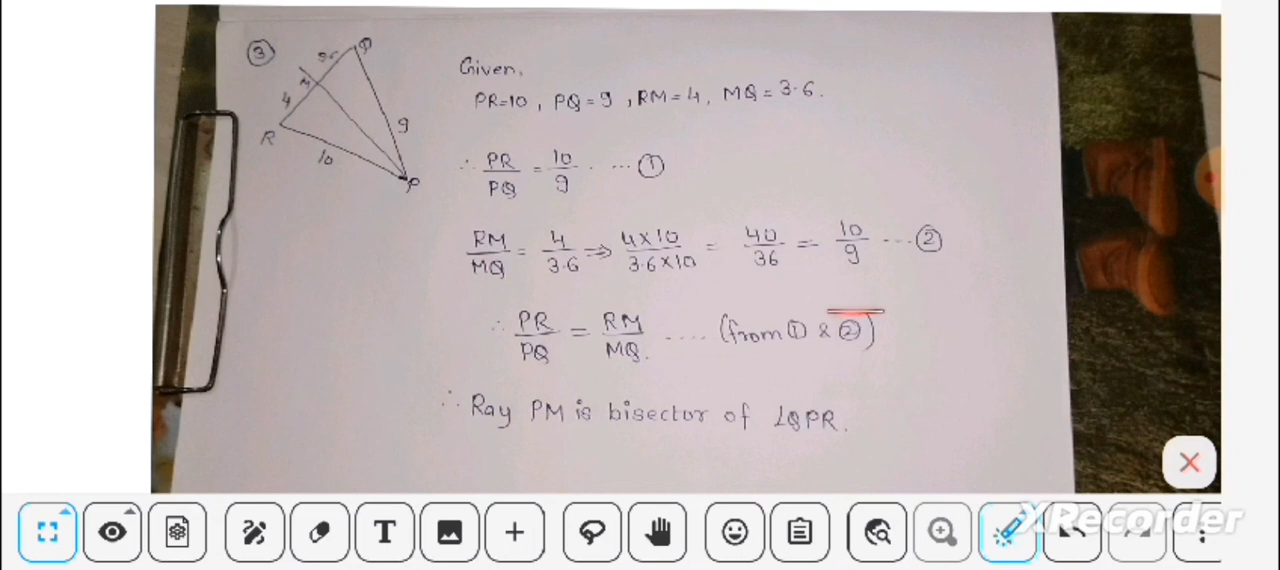 ③
Q
M
4
R
10
9
P
Given,
PR=10, PQ=9, RM=4, MQ=3.6.
∴ PR/PQ = 10/9 .... ①
RM/MQ = 4/3.6 ⇒ 4×10/3.6×10 = 40/36 = 10/9 .... ②
∴ PR/PQ = RM/MQ. .... (from ① & ②)
∴ Ray PM is bisector of ∠QPR.
T
XRecorder